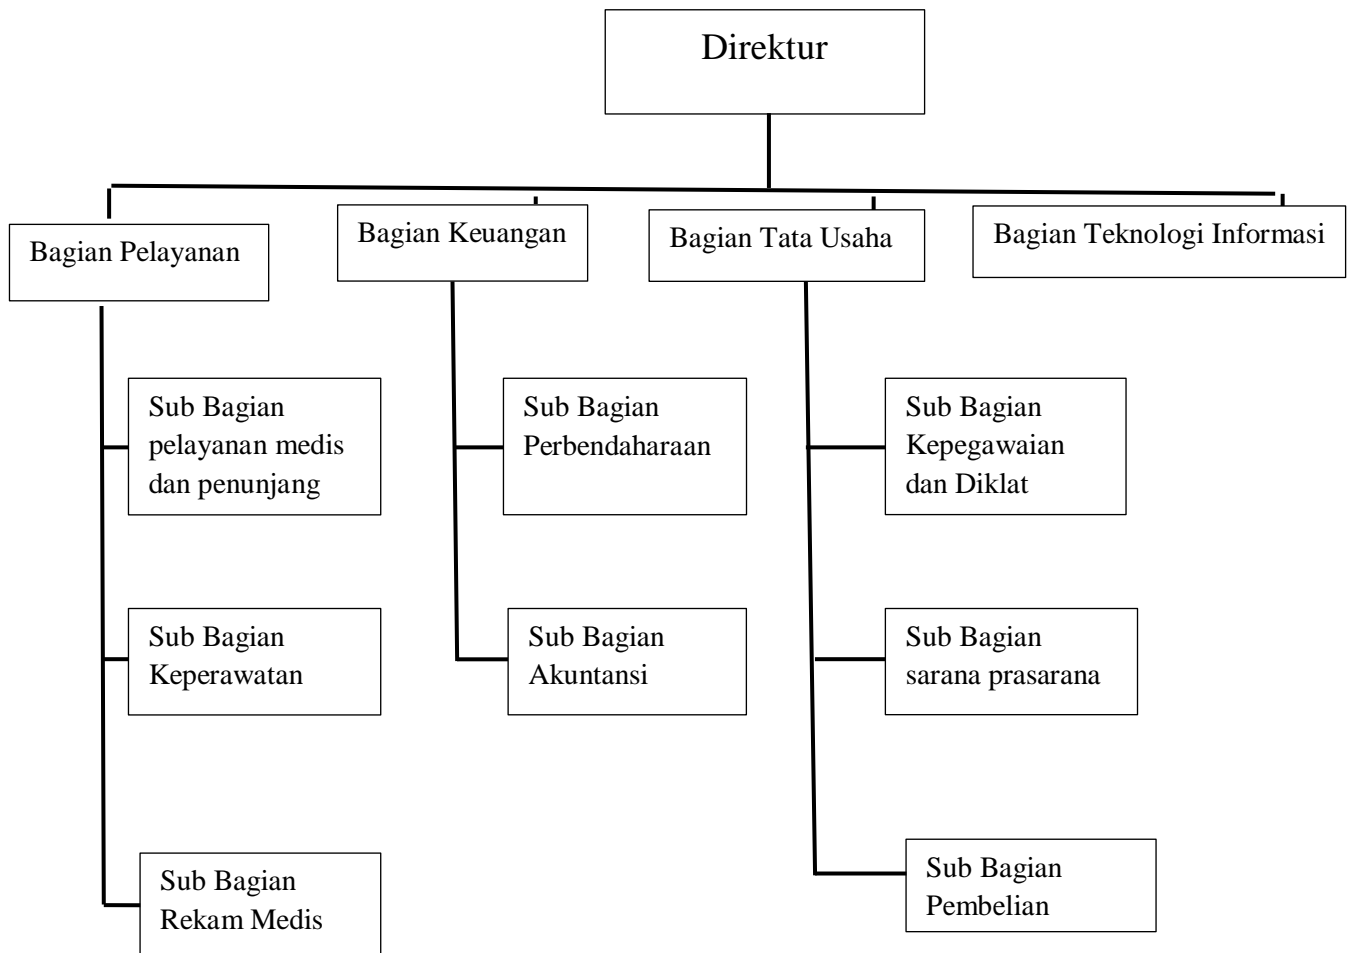 Direktur
Bagian Pelayanan
Bagian Keuangan
Bagian Tata Usaha
Bagian Teknologi Informasi
Sub Bagian
pelayanan medis
dan penunjang
Sub Bagian
Perbendaharaan
Sub Bagian
Kepegawaian
dan Diklat
Sub Bagian
Keperawatan
Sub Bagian
Akuntansi
Sub Bagian
sarana prasarana
Sub Bagian
Rekam Medis
Sub Bagian
Pembelian